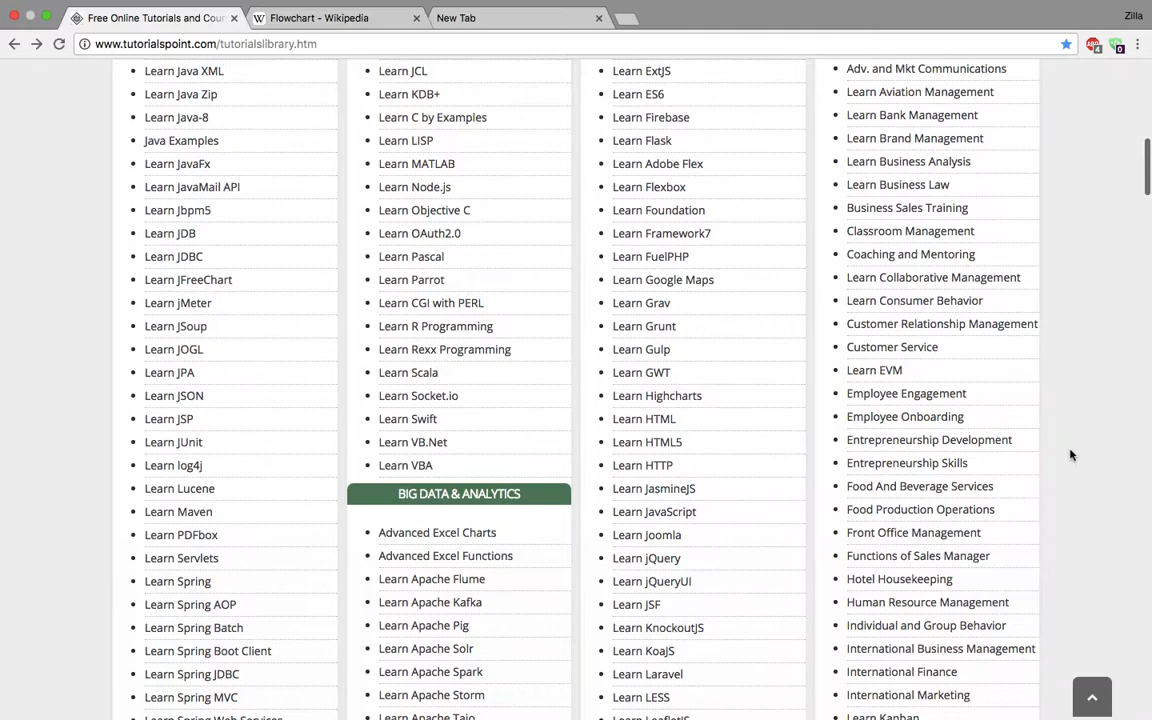 Free Online Tutorials and Cour
Flowchart - Wikipedia
New Tab
Zilla
www.tutorialspoint.com/tutorialslibrary.htm
4
0
Learn Java XML
Learn Java Zip
Learn Java-8
Java Examples
Learn JavaFx
Learn JavaMail API
Learn Jbpm5
Learn JDB
Learn JDBC
Learn JFreeChart
Learn jMeter
Learn JSoup
Learn JOGL
Learn JPA
Learn JSON
Learn JSP
Learn JUnit
Learn log4j
Learn Lucene
Learn Maven
Learn PDFbox
Learn Servlets
Learn Spring
Learn Spring AOP
Learn Spring Batch
Learn Spring Boot Client
Learn Spring JDBC
Learn Spring MVC
Learn Spring Web Services
Learn JCL
Learn KDB+
Learn C by Examples
Learn LISP
Learn MATLAB
Learn Node.js
Learn Objective C
Learn OAuth2.0
Learn Pascal
Learn Parrot
Learn CGI with PERL
Learn R Programming
Learn Rexx Programming
Learn Scala
Learn Socket.io
Learn Swift
Learn VB.Net
Learn VBA
BIG DATA & ANALYTICS
Advanced Excel Charts
Advanced Excel Functions
Learn Apache Flume
Learn Apache Kafka
Learn Apache Pig
Learn Apache Solr
Learn Apache Spark
Learn Apache Storm
Learn Apache Tajo
Learn ExtJS
Learn ES6
Learn Firebase
Learn Flask
Learn Adobe Flex
Learn Flexbox
Learn Foundation
Learn Framework7
Learn FuelPHP
Learn Google Maps
Learn Grav
Learn Grunt
Learn Gulp
Learn GWT
Learn Highcharts
Learn HTML
Learn HTML5
Learn HTTP
Learn JasmineJS
Learn JavaScript
Learn Joomla
Learn jQuery
Learn jQueryUI
Learn JSF
Learn KnockoutJS
Learn KoaJS
Learn Laravel
Learn LESS
Learn LeafletJS
Adv. and Mkt Communications
Learn Aviation Management
Learn Bank Management
Learn Brand Management
Learn Business Analysis
Learn Business Law
Business Sales Training
Classroom Management
Coaching and Mentoring
Learn Collaborative Management
Learn Consumer Behavior
Customer Relationship Management
Customer Service
Learn EVM
Employee Engagement
Employee Onboarding
Entrepreneurship Development
Entrepreneurship Skills
Food And Beverage Services
Food Production Operations
Front Office Management
Functions of Sales Manager
Hotel Housekeeping
Human Resource Management
Individual and Group Behavior
International Business Management
International Finance
International Marketing
Learn Kanban